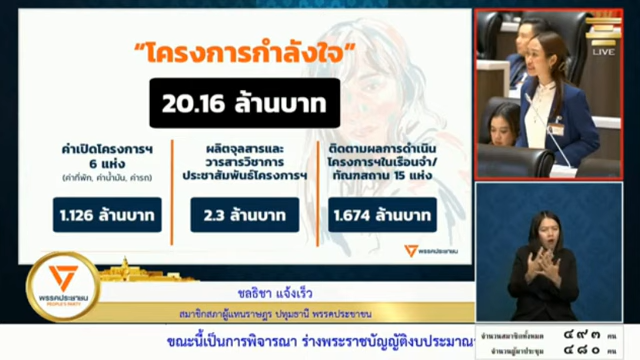 “โครงการกำลังใจ”
20.16 ล้านบาท
ค่าเปิดโครงการฯ
6 แห่ง
(ค่าที่พัก, ค่าน้ำมัน, ค่ารถ)
1.126 ล้านบาท
ผลิตจุลสารและ
วารสารวิชาการ
ประชาสัมพันธ์โครงการฯ
2.3 ล้านบาท
ติดตามผลการดำเนิน
โครงการฯในเรือนจำ/
ทัณฑสถาน 15 แห่ง
1.674 ล้านบาท
พรรคประชาชน
LIVE
พรรคประชาชน
PEOPLE'S PARTY
ชลธิชา แจ้งเร็ว
สมาชิกสภาผู้แทนราษฎร ปทุมธานี พรรคประชาชน
ขณะนี้เป็นการพิจารณา ร่างพระราชบัญญัติงบประมาณ
จำนวนสมาชิกทั้งหมด ๔๙๓ คน
จำนวนผู้มาประชุม ๔๘๐ คน